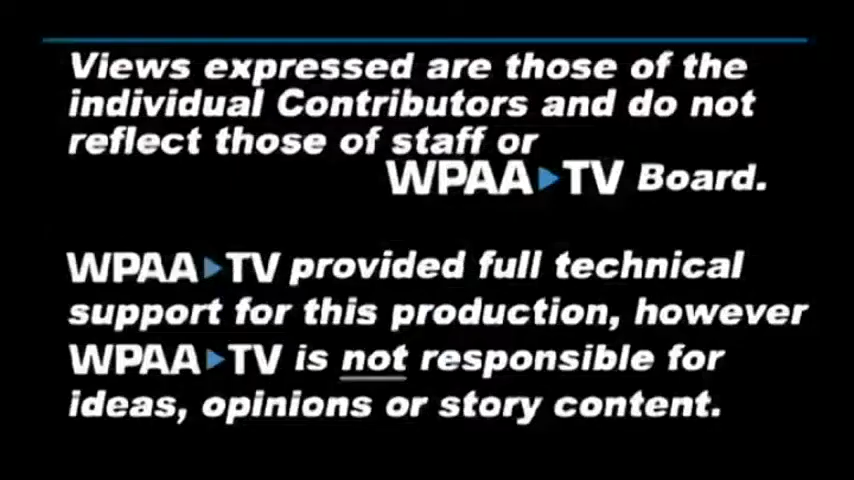 Views expressed are those of the
individual Contributors and do not
reflect those of staff or
WPAA▶TV Board.
WPAA▶TV provided full technical
support for this production, however
WPAA▶TV is not responsible for
ideas, opinions or story content.